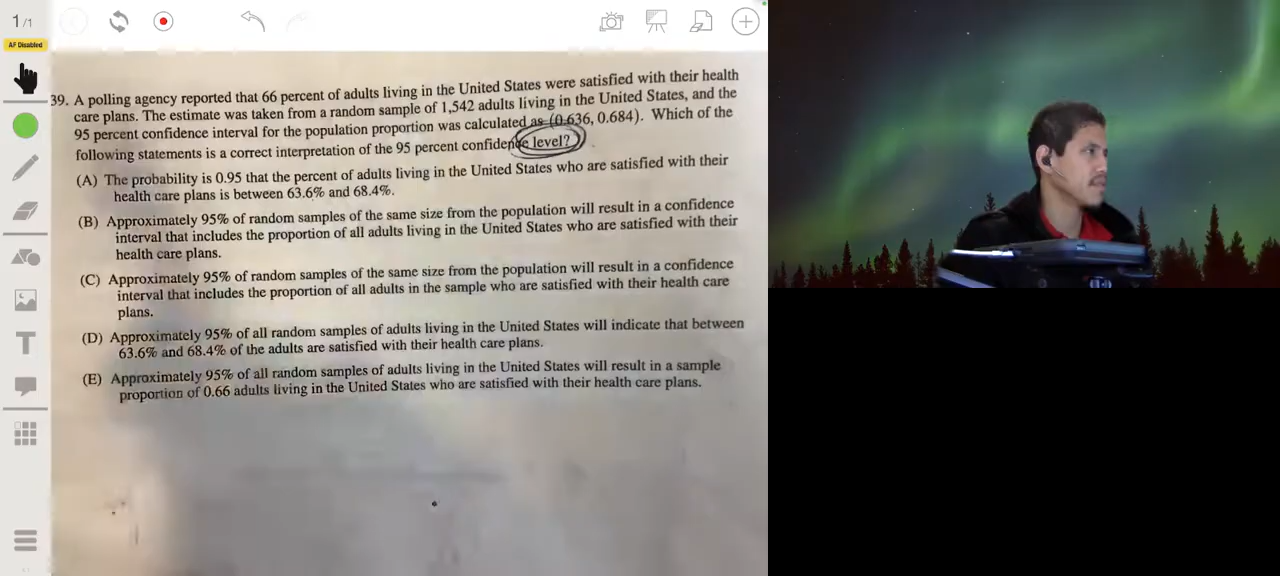 1/1
AF Disabled
39. A polling agency reported that 66 percent of adults living in the United States were satisfied with their health
care plans. The estimate was taken from a random sample of 1,542 adults living in the United States, and the
95 percent confidence interval for the population proportion was calculated as (0.636, 0.684). Which of the
following statements is a correct interpretation of the 95 percent confidence level?
(A) The probability is 0.95 that the percent of adults living in the United States who are satisfied with their
health care plans is between 63.6% and 68.4%.
(B) Approximately 95% of random samples of the same size from the population will result in a confidence
interval that includes the proportion of all adults living in the United States who are satisfied with their
health care plans.
(C) Approximately 95% of random samples of the same size from the population will result in a confidence
interval that includes the proportion of all adults in the sample who are satisfied with their health care
plans.
(D) Approximately 95% of all random samples of adults living in the United States will indicate that between
63.6% and 68.4% of the adults are satisfied with their health care plans.
(E) Approximately 95% of all random samples of adults living in the United States will result in a sample
proportion of 0.66 adults living in the United States who are satisfied with their health care plans.
T